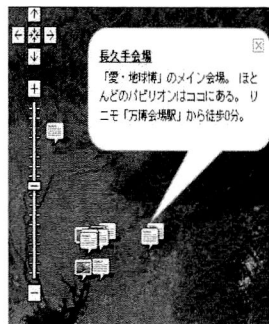 長久手会場
「愛・地球博」のメイン会場。 ほと
んどのパビリオンはココにある。 リ
ニモ「万博会場駅」から徒歩0分。